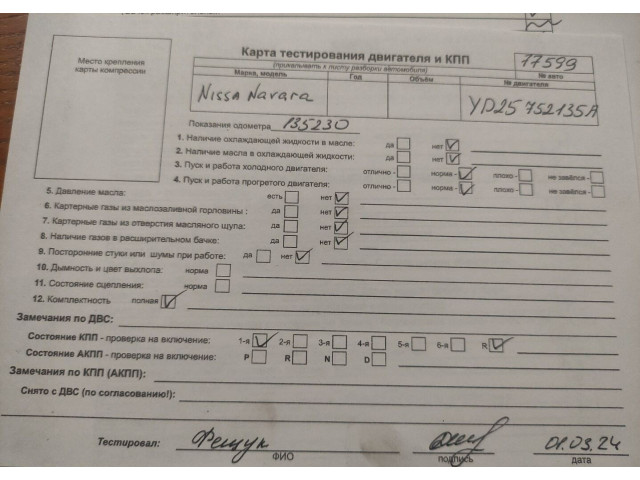 Карта тестирования двигателя и КПП
(прикалывать к листу разборки автомобиля)
17599
№ авто
Место крепления
карты компрессии
Марка, модель Год Объём № двигателя
Nissa Navara YD25 752135A
Показания одометра 135230
1. Наличие охлаждающей жидкости в масле: да нет
2. Наличие масла в охлаждающей жидкости: да нет
3. Пуск и работа холодного двигателя: отлично - норма - плохо - не завёлся -
4. Пуск и работа прогретого двигателя: отлично - норма - плохо - не завёлся -
5. Давление масла: есть нет
6. Картерные газы из маслозаливной горловины : да нет
7. Картерные газы из отверстия масляного щупа: да нет
8. Наличие газов в расширительном бачке: да нет
9. Посторонние стуки или шумы при работе: да нет
10. Дымность и цвет выхлопа: норма
11. Состояние сцепления: норма
12. Комплектность полная
Замечания по ДВС:
Состояние КПП - проверка на включение: 1-я 2-я 3-я 4-я 5-я 6-я R
Состояние АКПП - проверка на включение: P R N D
Замечания по КПП (АКПП):
Снято с ДВС (по согласованию!):
Тестировал: Фещук 01.03.24
ФИО подпись дата